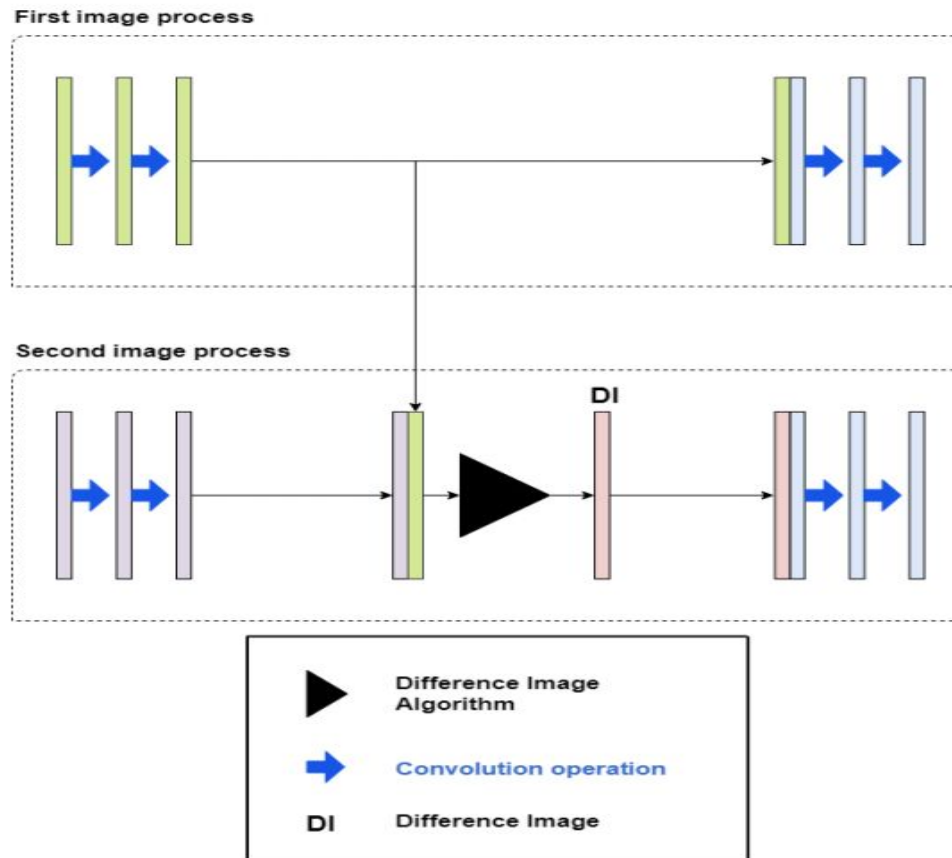 First image process
Second image process
DI
Difference Image
Algorithm
Convolution operation
DI Difference Image